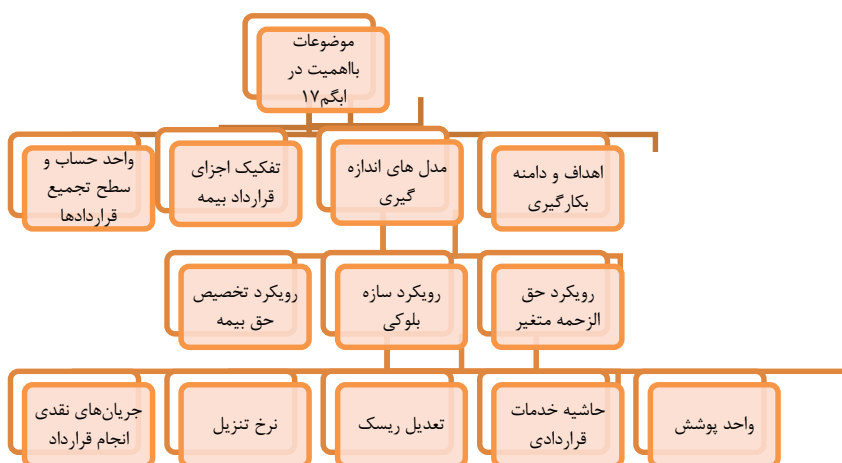 موضوعات
بااهمیت در
ابگم۱۷
اهداف و دامنه
بکارگیری
مدل های اندازه
گیری
تفکیک اجزای
قرارداد بیمه
واحد حساب و
سطح تجمیع
قراردادها
رویکرد حق
الزحمه متغیر
رویکرد سازه
بلوکی
رویکرد تخصیص
حق بیمه
واحد پوشش
حاشیه خدمات
قراردادی
تعدیل ریسک
نرخ تنزیل
جریان‌های نقدی
انجام قرارداد